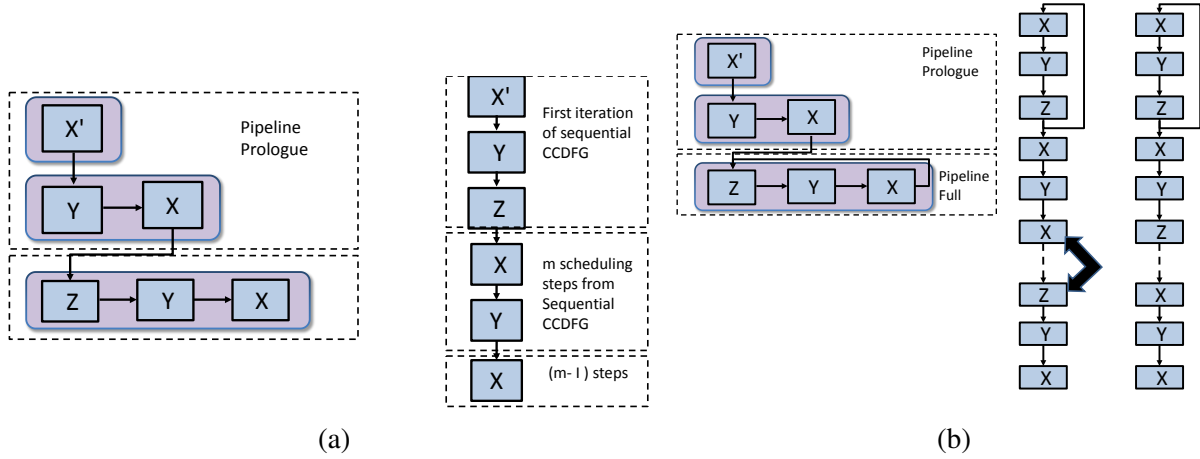 X'
Pipeline
Prologue
Y
X
Z
Y
X
X'
First iteration
of sequential
CCDFG
Y
Z
X
m scheduling
steps from
Sequential
CCDFG
Y
X
(m- I ) steps
(a)
X'
Pipeline
Prologue
Y
X
Z
Y
X
Pipeline
Full
X
Y
Z
X
Y
X
Z
Y
X
X
Y
Z
X
Y
Z
X
Y
X
(b)